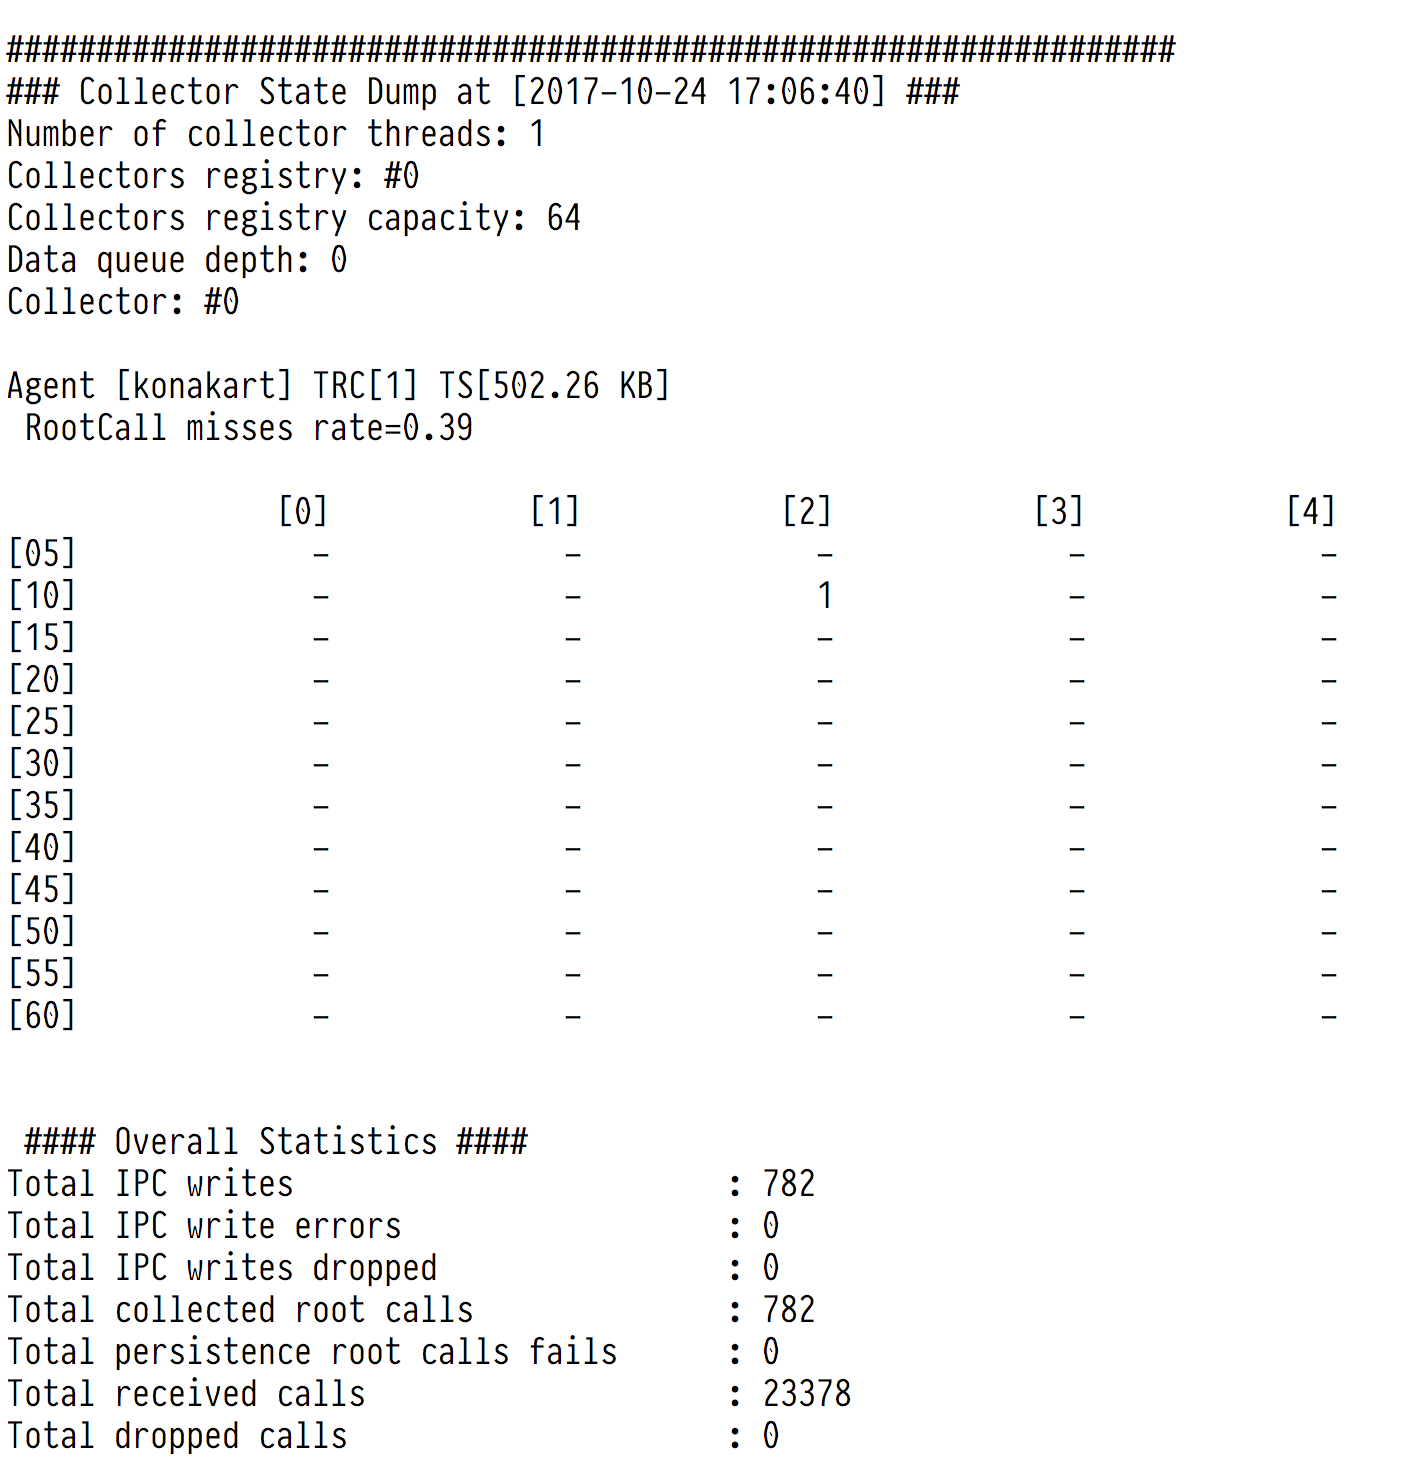 #################################################################
### Collector State Dump at [2017-10-24 17:06:40] ###
Number of collector threads: 1
Collectors registry: #0
Collectors registry capacity: 64
Data queue depth: 0
Collector: #0
Agent [konakart] TRC[1] TS[502.26 KB]
RootCall misses rate=0.39
[0] [1] [2] [3] [4]
[05] - - - - -
[10] - - 1 - -
[15] - - - - -
[20] - - - - -
[25] - - - - -
[30] - - - - -
[35] - - - - -
[40] - - - - -
[45] - - - - -
[50] - - - - -
[55] - - - - -
[60] - - - - -
#### Overall Statistics ####
Total IPC writes : 782
Total IPC write errors : 0
Total IPC writes dropped : 0
Total collected root calls : 782
Total persistence root calls fails : 0
Total received calls : 23378
Total dropped calls : 0